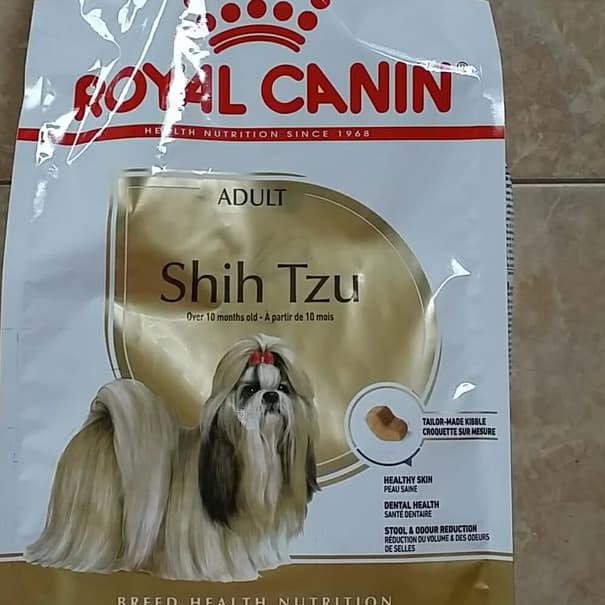 ROYAL CANIN
HEALTH NUTRITION SINCE 1968
ADULT
Shih Tzu
Over 10 months old - A partir de 10 mois
TAILOR-MADE KIBBLE
CROQUETTE SUR MESURE
HEALTHY SKIN
PEAU SAINE
DENTAL HEALTH
SANTÉ DENTAIRE
STOOL & ODOUR REDUCTION
RÉDUCTION DU VOLUME & DES ODEURS
DE SELLES
BREED HEALTH NUTRITION